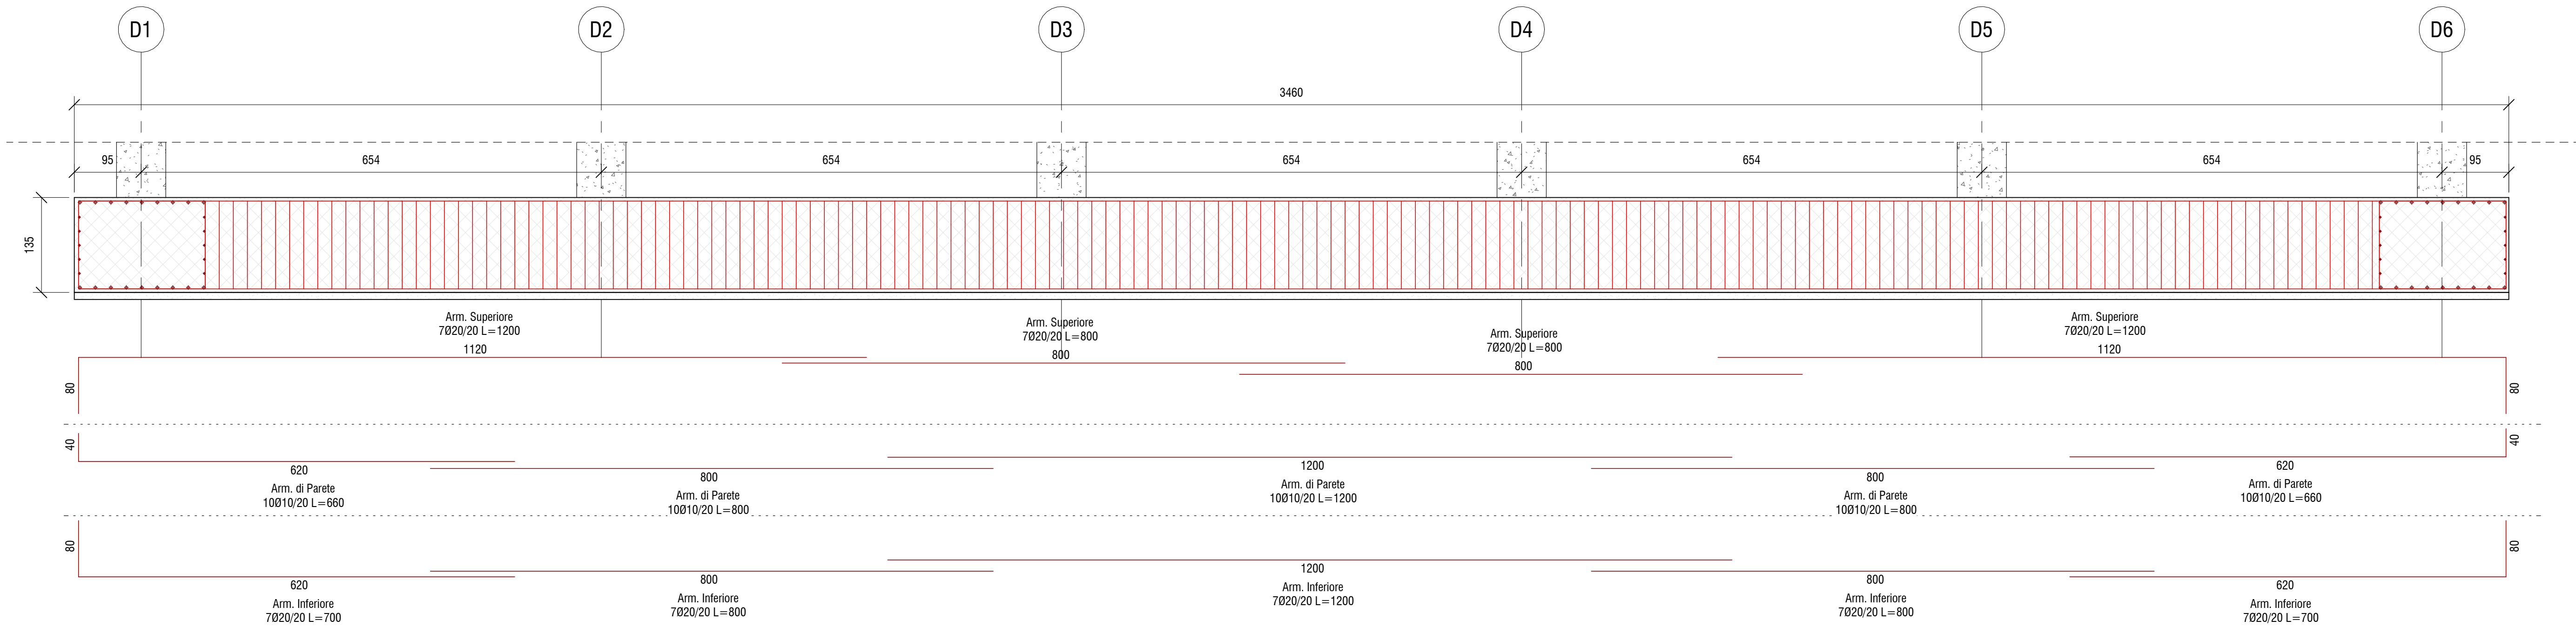 D1
D2
D3
D4
D5
D6
3460
95
654
654
654
654
654
95
135
Arm. Superiore
7Ø20/20 L=1200
1120
Arm. Superiore
7Ø20/20 L=800
800
Arm. Superiore
7Ø20/20 L=800
800
Arm. Superiore
7Ø20/20 L=1200
1120
80
80
40
40
620
Arm. di Parete
10Ø10/20 L=660
800
Arm. di Parete
10Ø10/20 L=800
1200
Arm. di Parete
10Ø10/20 L=1200
800
Arm. di Parete
10Ø10/20 L=800
620
Arm. di Parete
10Ø10/20 L=660
80
80
620
Arm. Inferiore
7Ø20/20 L=700
800
Arm. Inferiore
7Ø20/20 L=800
1200
Arm. Inferiore
7Ø20/20 L=1200
800
Arm. Inferiore
7Ø20/20 L=800
620
Arm. Inferiore
7Ø20/20 L=700